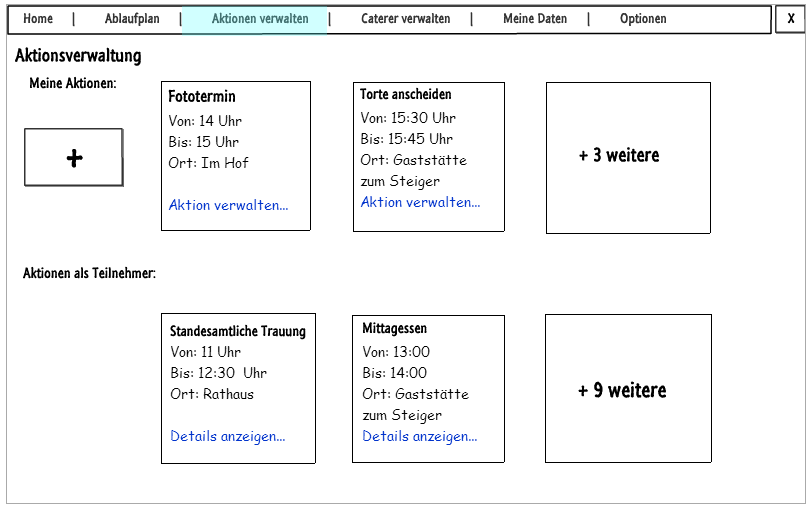 Home | Ablaufplan | Aktionen verwalten | Caterer verwalten | Meine Daten | Optionen X
Aktionsverwaltung
Meine Aktionen:
+
Fototermin
Von: 14 Uhr
Bis: 15 Uhr
Ort: Im Hof
Aktion verwalten...
Torte anscheiden
Von: 15:30 Uhr
Bis: 15:45 Uhr
Ort: Gaststätte
zum Steiger
Aktion verwalten...
+ 3 weitere
Aktionen als Teilnehmer:
Standesamtliche Trauung
Von: 11 Uhr
Bis: 12:30 Uhr
Ort: Rathaus
Details anzeigen...
Mittagessen
Von: 13:00
Bis: 14:00
Ort: Gaststätte
zum Steiger
Details anzeigen...
+ 9 weitere